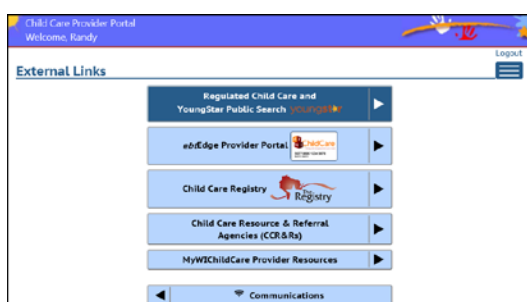 Child Care Provider Portal
Welcome, Randy
Logout
External Links
Regulated Child Care and
YoungStar Public Search youngstar
ebtEdge Provider Portal ChildCare
Child Care Registry The Registry
Child Care Resource & Referral
Agencies (CCR&Rs)
MyWIChildCare Provider Resources
Communications